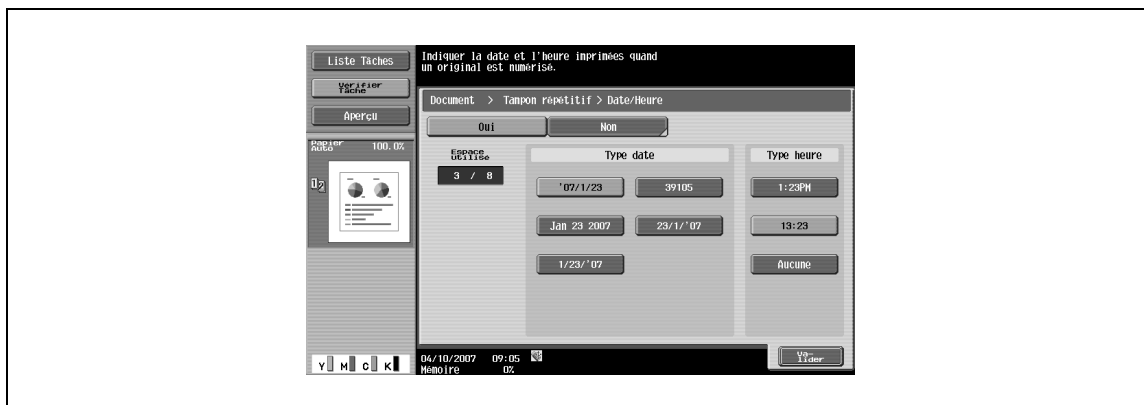 Liste Tâches
Vérifier
Tâche
Aperçu
Papier
Auto 100.0%
Indiquer la date et l'heure imprimées quand
un original est numérisé.
Document > Tampon répétitif > Date/Heure
Oui Non
Espace
utilisé
3 / 8
Type date
'07/1/23 39105
Jan 23 2007 23/1/'07
1/23/'07
Type heure
1:23PM
13:23
Aucune
Va-
lider
04/10/2007 09:05
Mémoire 0%
Y M C K